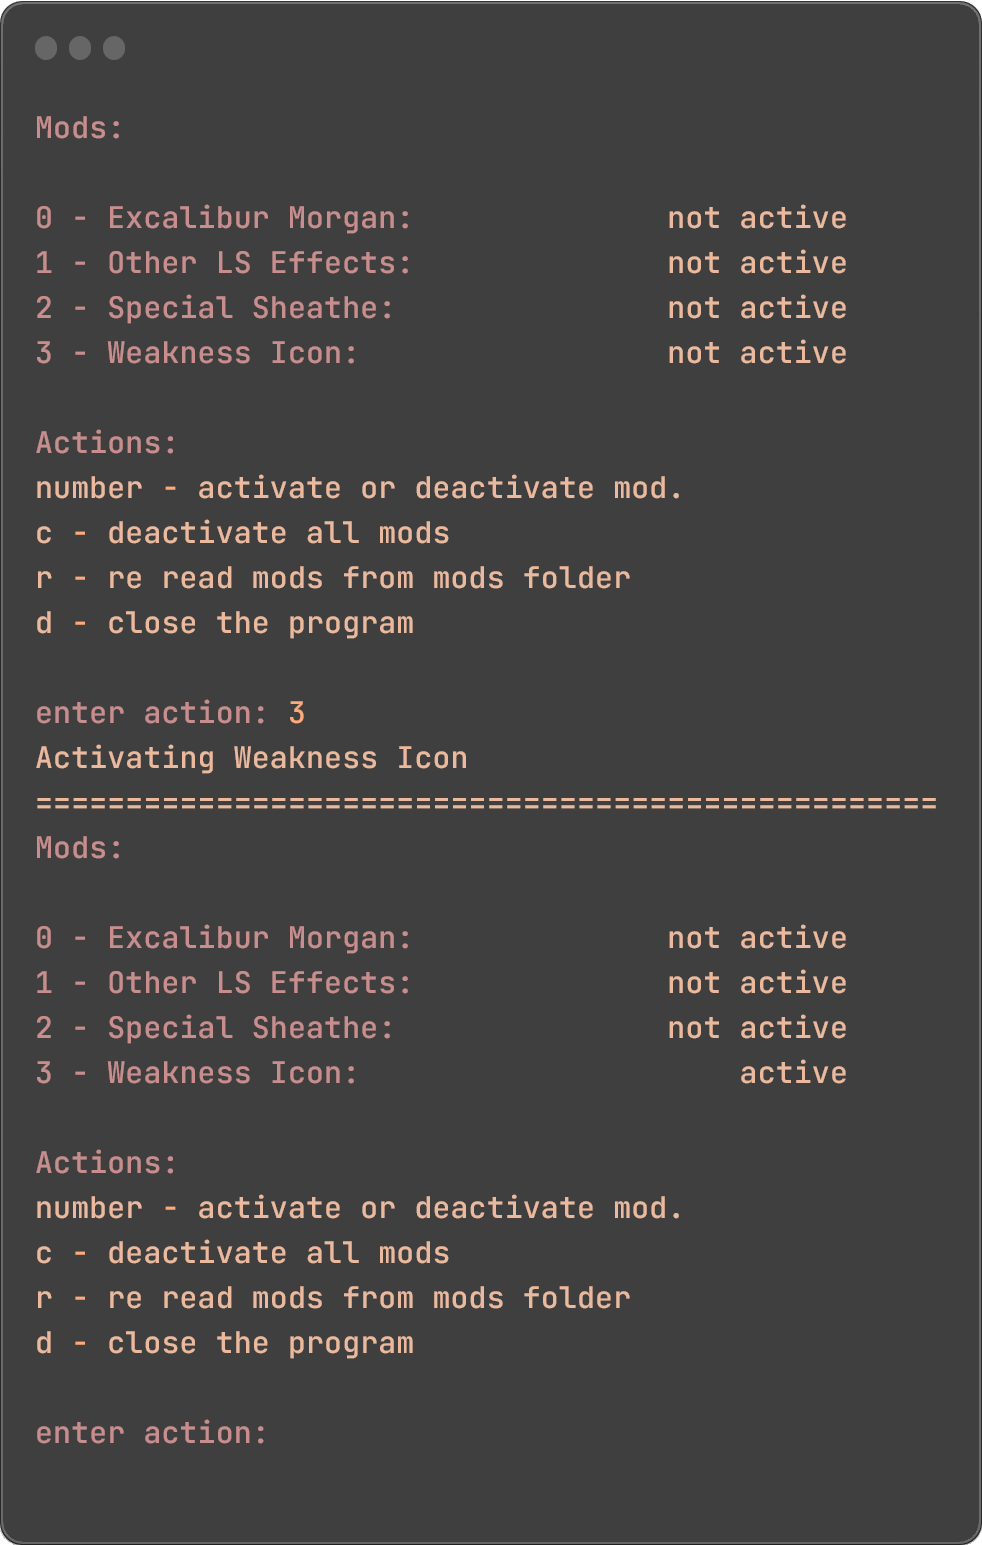 Mods:
0 - Excalibur Morgan: not active
1 - Other LS Effects: not active
2 - Special Sheathe: not active
3 - Weakness Icon: not active
Actions:
number - activate or deactivate mod.
c - deactivate all mods
r - re read mods from mods folder
d - close the program
enter action: 3
Activating Weakness Icon
==================================================
Mods:
0 - Excalibur Morgan: not active
1 - Other LS Effects: not active
2 - Special Sheathe: not active
3 - Weakness Icon: active
Actions:
number - activate or deactivate mod.
c - deactivate all mods
r - re read mods from mods folder
d - close the program
enter action: